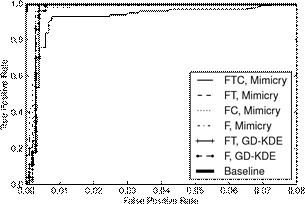 1.0
0.8
0.6
0.4
0.2
0.0
True Positive Rate
FTC, Mimicry
FT, Mimicry
FC, Mimicry
F, Mimicry
FT, GD-KDE
F, GD-KDE
Baseline
0.00 0.01 0.02 0.03 0.04 0.05 0.06 0.07 0.08
False Positive Rate